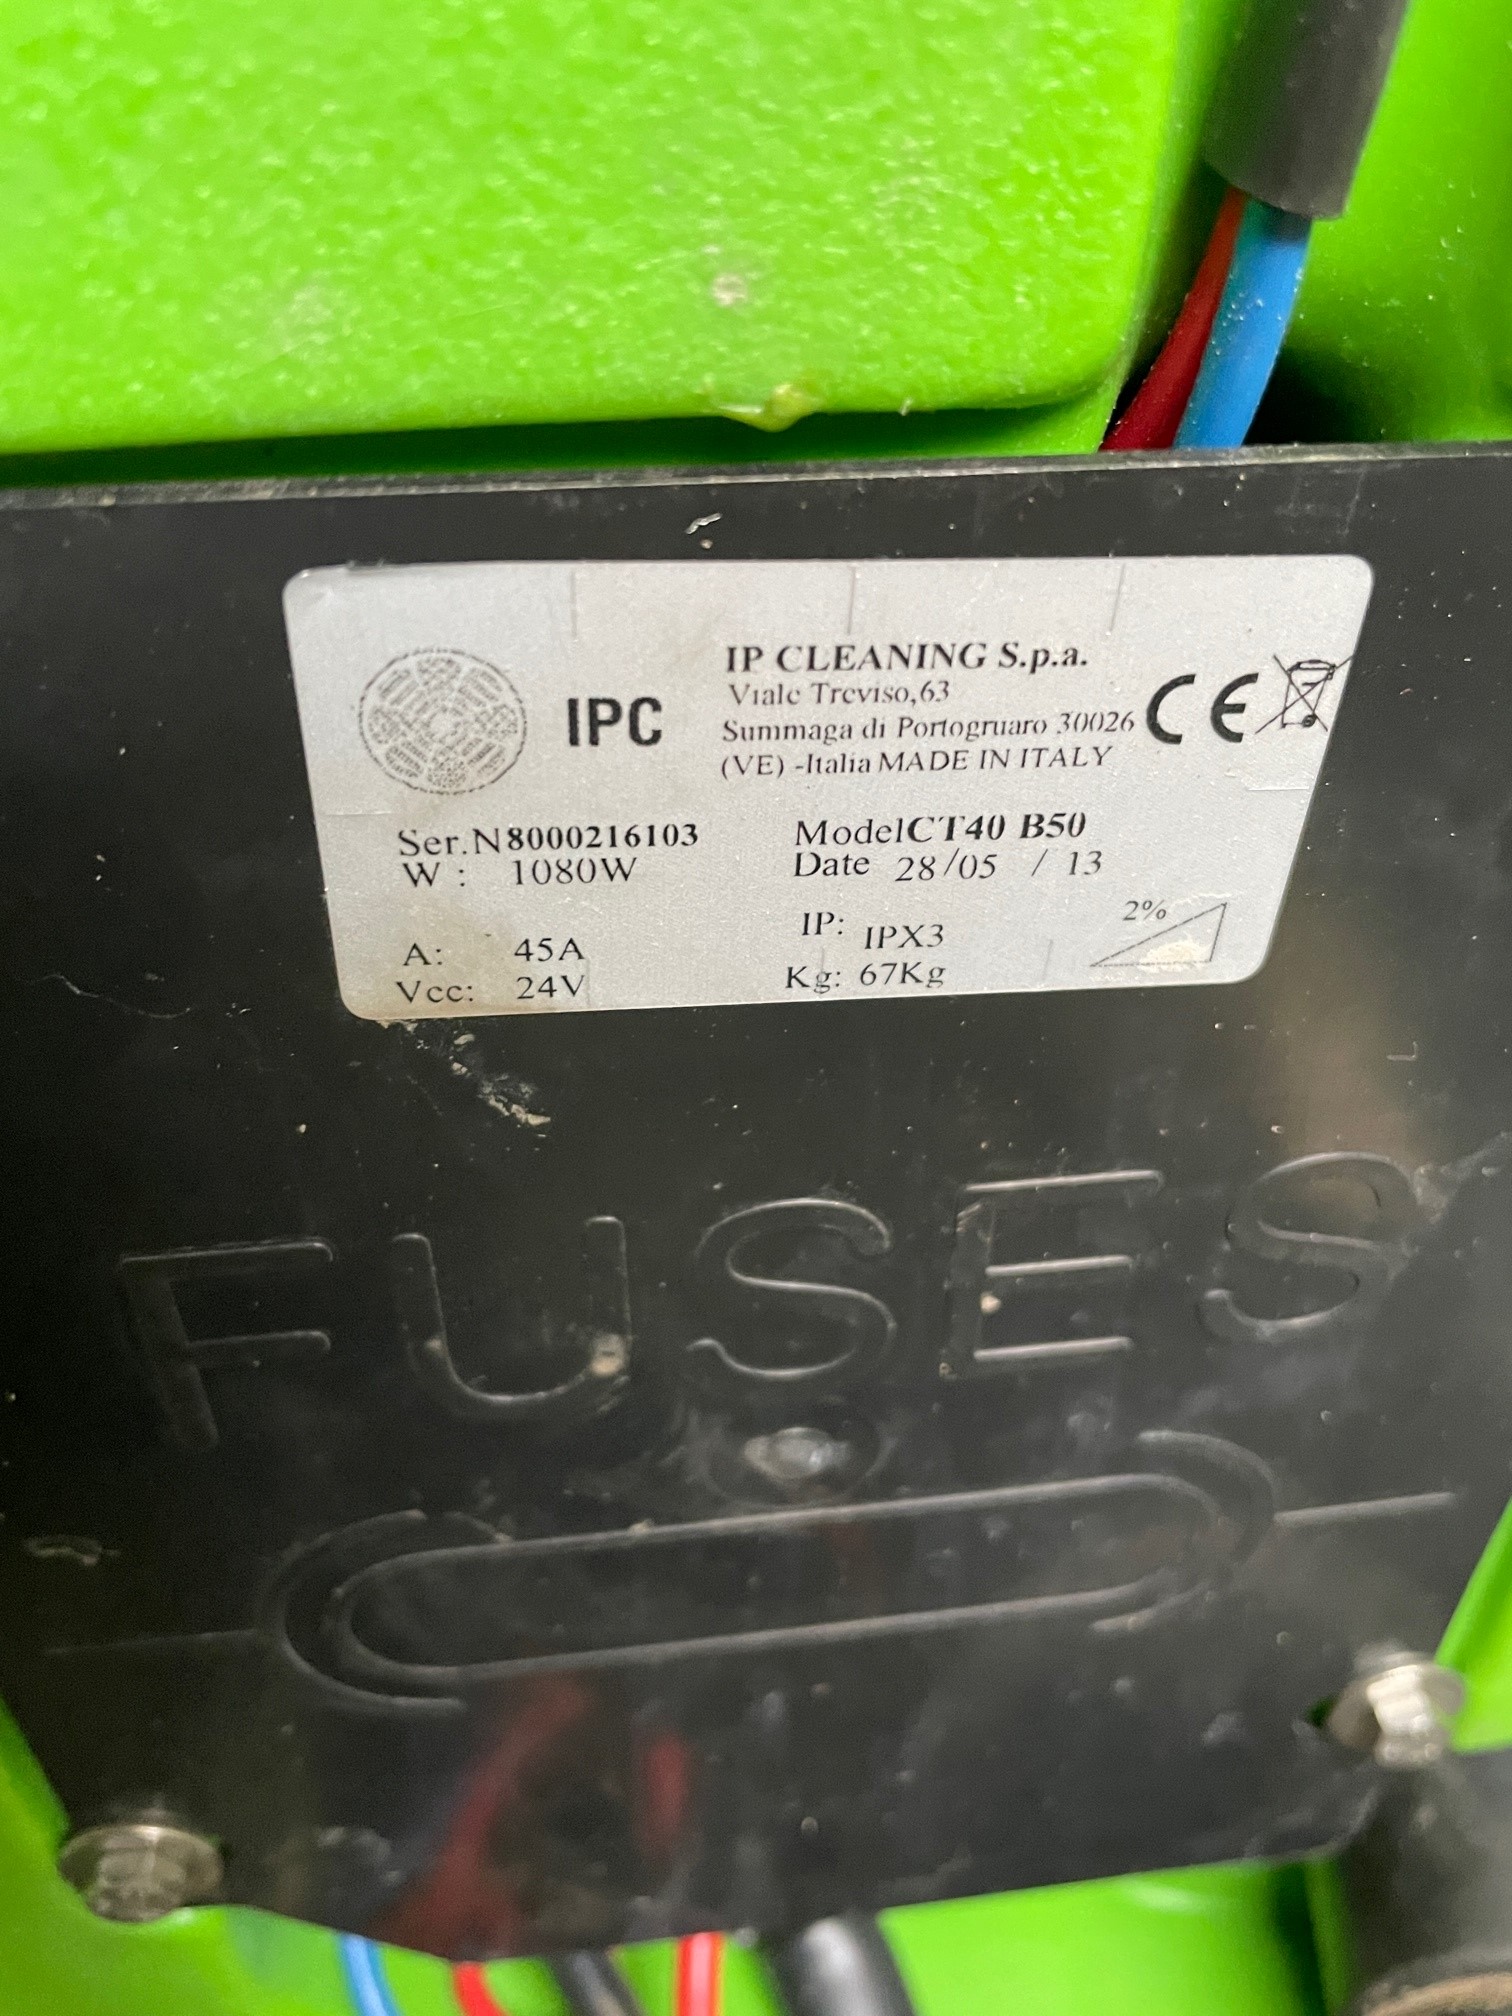 IPC
IP CLEANING S.p.a.
Viale Treviso,63
Summaga di Portogruaro 30026
(VE) -Italia MADE IN ITALY
CE
Ser.N8000216103
ModelCT40 B50
W : 1080W
Date 28/05 / 13
A: 45A
IP: IPX3
2%
Vcc: 24V
Kg: 67Kg
FUSES